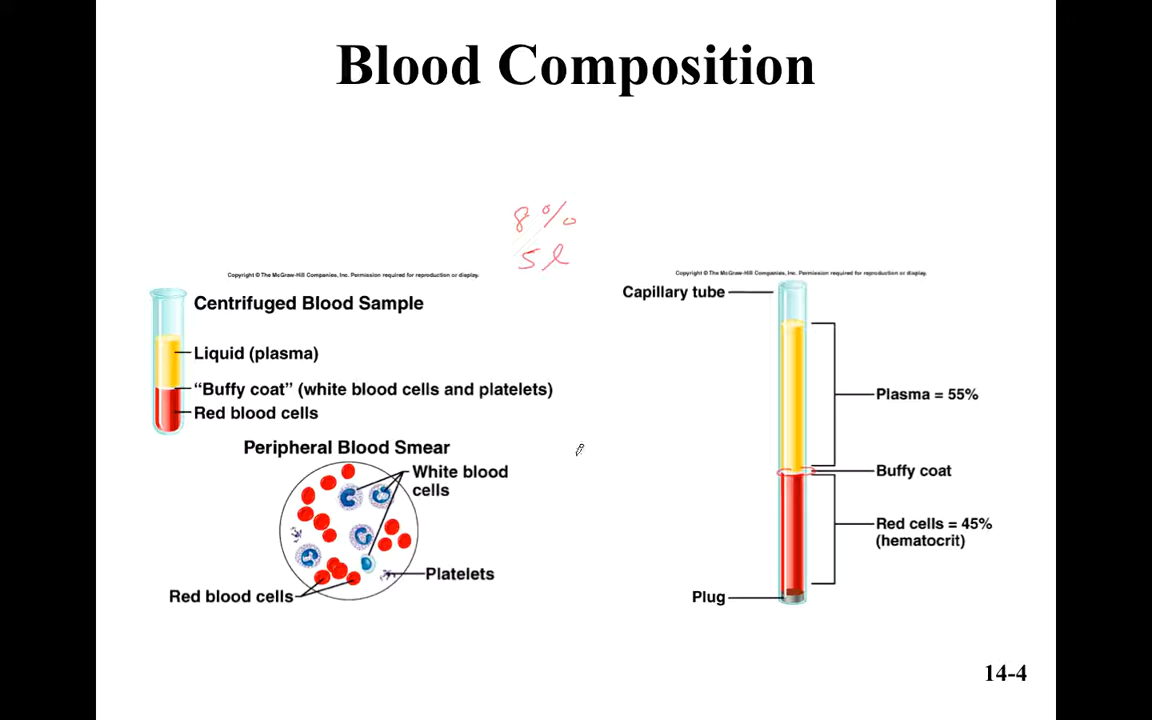 Blood Composition
8%
5l
Copyright © The McGraw-Hill Companies, Inc. Permission required for reproduction or display.
Centrifuged Blood Sample
Liquid (plasma)
“Buffy coat” (white blood cells and platelets)
Red blood cells
Peripheral Blood Smear
White blood
cells
Platelets
Red blood cells
Copyright © The McGraw-Hill Companies, Inc. Permission required for reproduction or display.
Capillary tube
Plasma = 55%
Buffy coat
Red cells = 45%
(hematocrit)
Plug
14-4